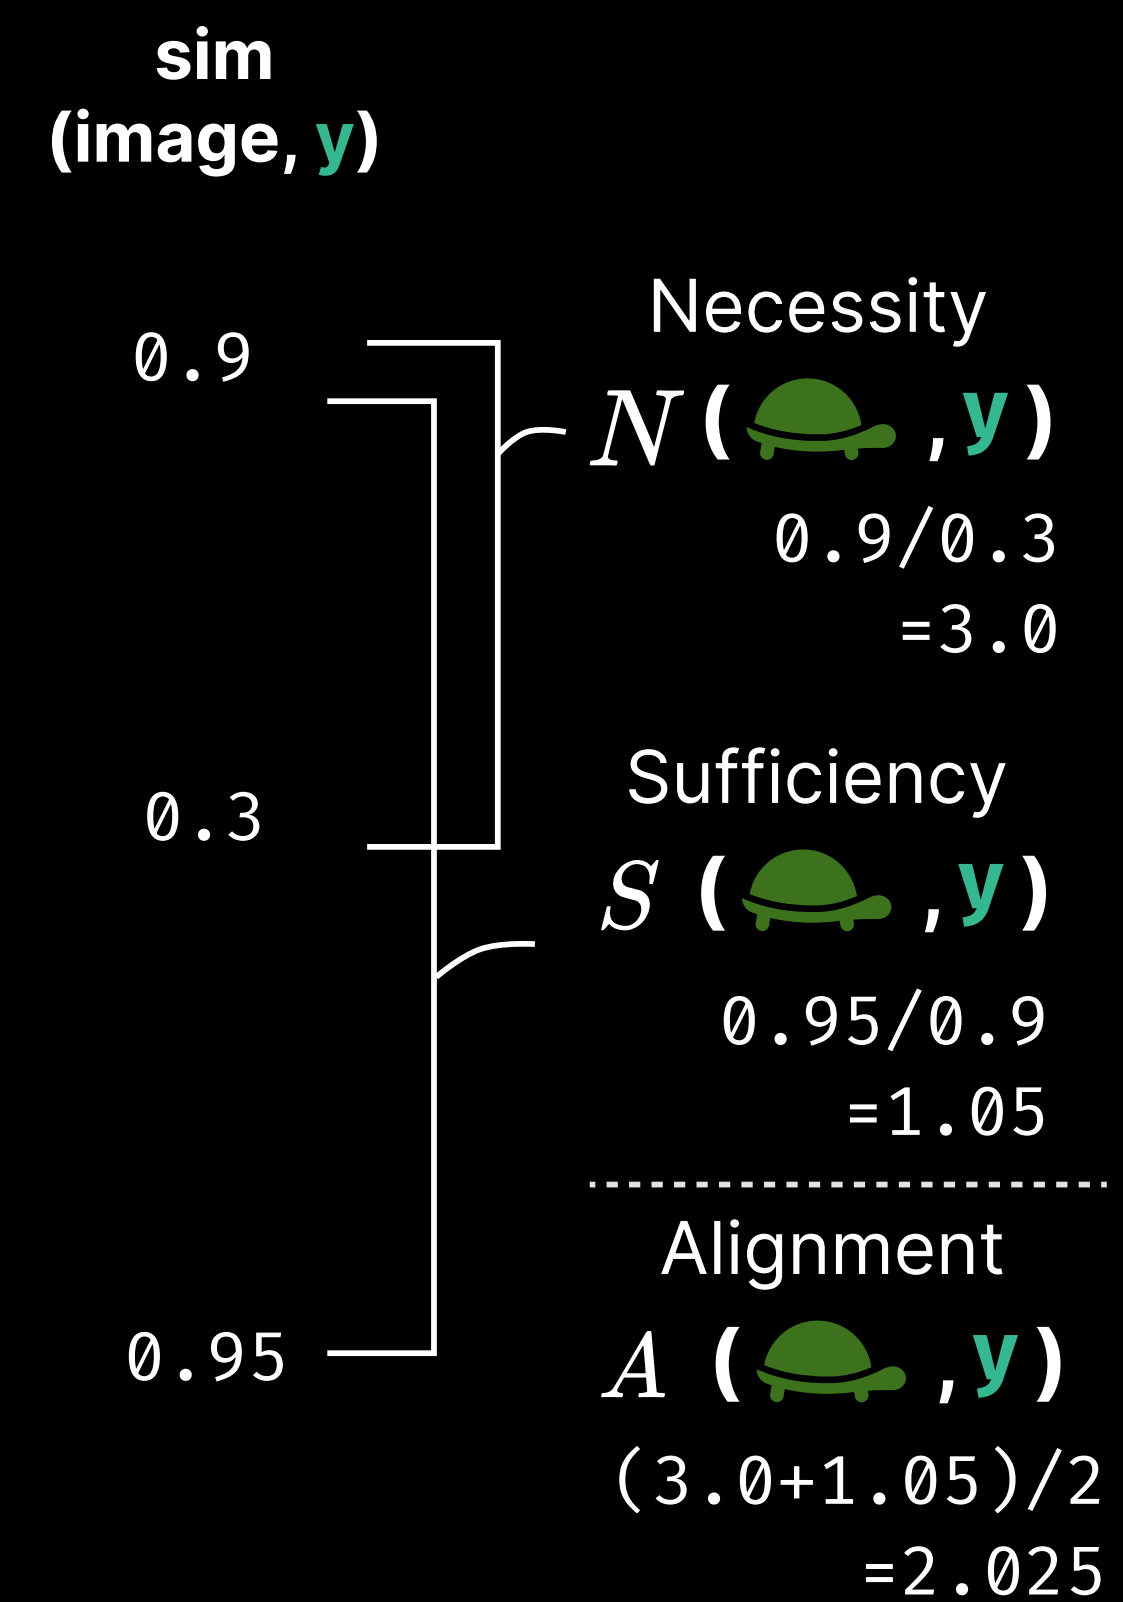 sim
(image, y)
0.9
0.3
0.95
Necessity
N ( , y )
0.9/0.3
=3.0
Sufficiency
S ( , y )
0.95/0.9
=1.05
Alignment
A ( , y )
(3.0+1.05)/2
=2.025